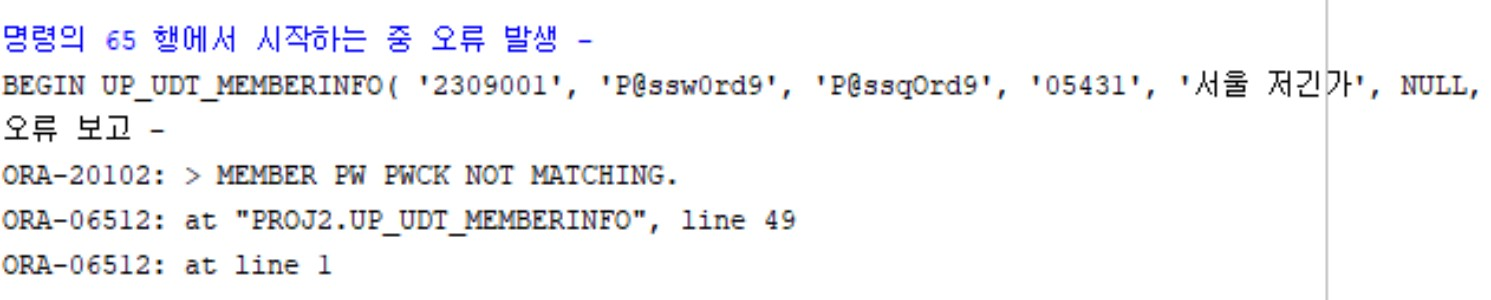 명령의 65 행에서 시작하는 중 오류 발생 -
BEGIN UP_UDT_MEMBERINFO( '2309001', 'P@ssw0rd9', 'P@ssq0rd9', '05431', '서울 저긴가', NULL,
오류 보고 -
ORA-20102: > MEMBER PW PWCK NOT MATCHING.
ORA-06512: at "PROJ2.UP_UDT_MEMBERINFO", line 49
ORA-06512: at line 1